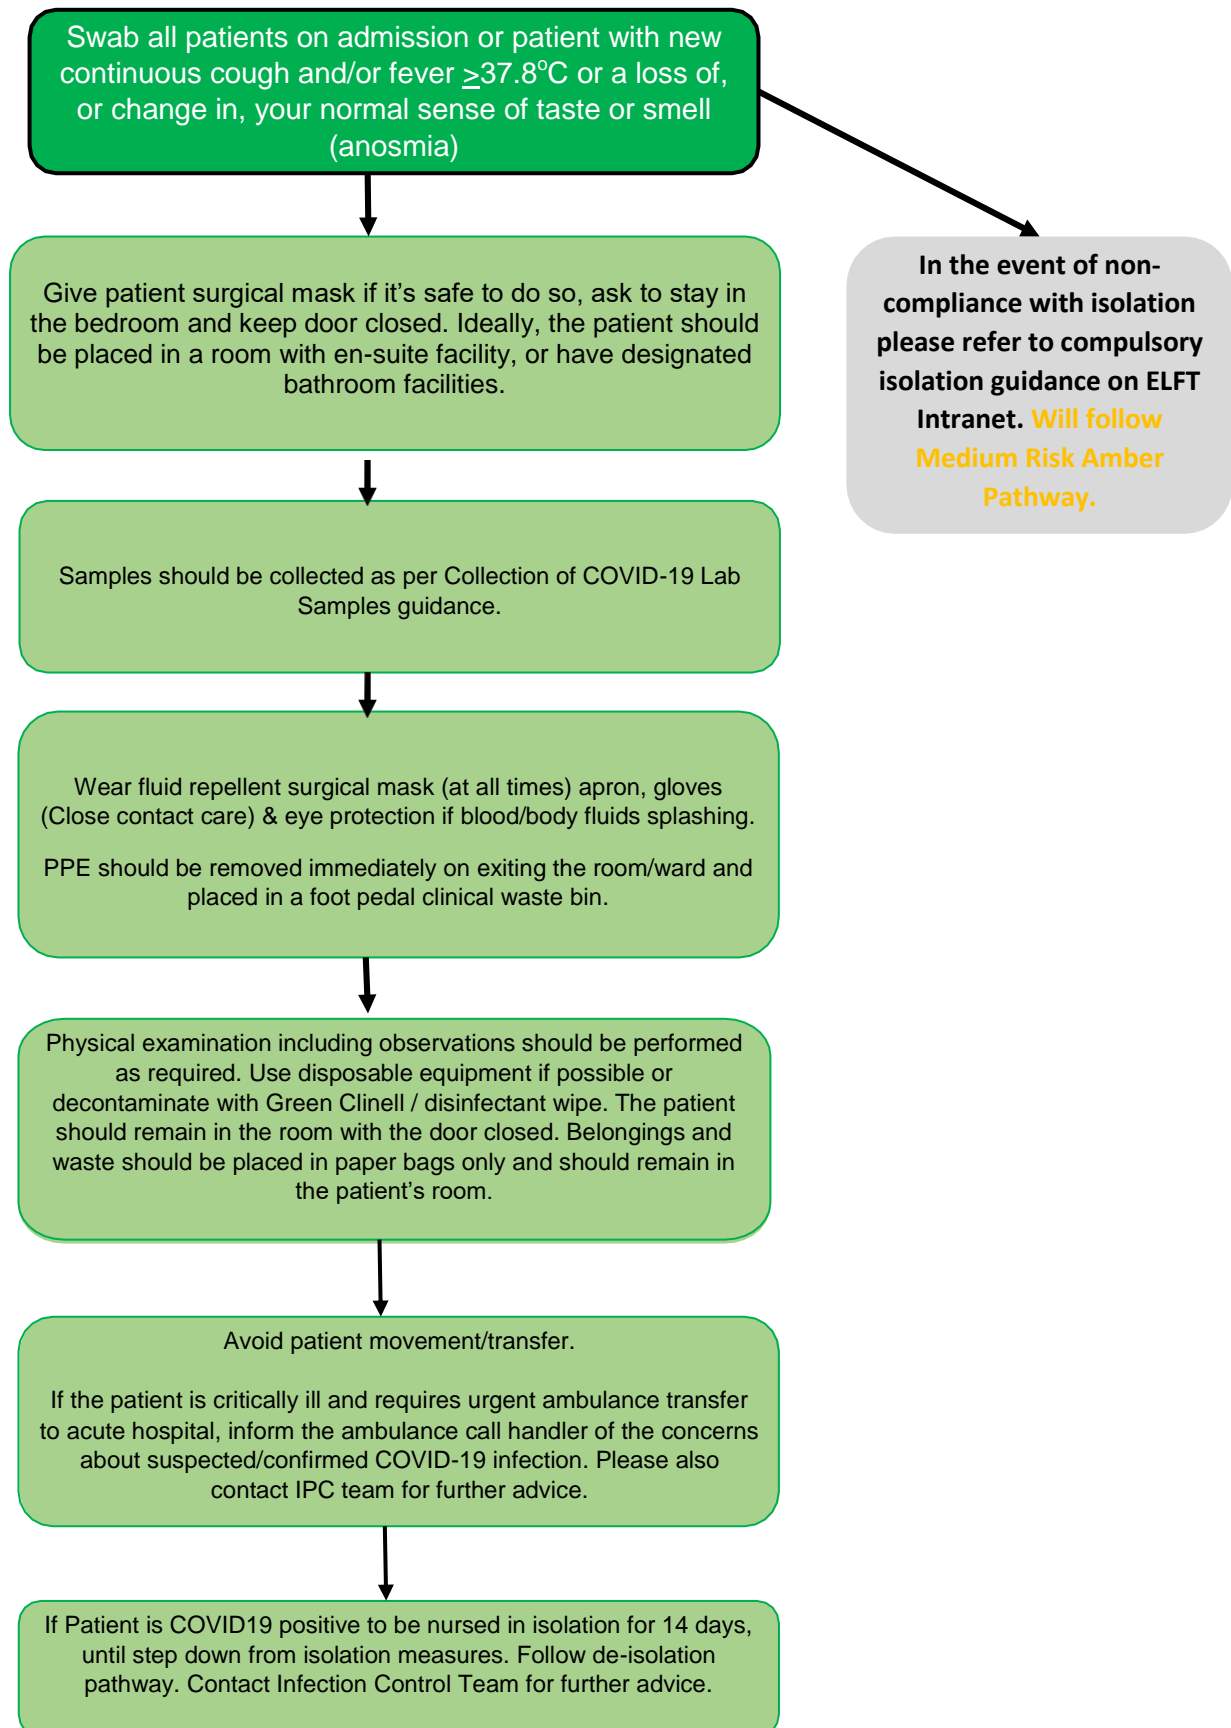 Swab all patients on admission or patient with new
continuous cough and/or fever ≥37.8°C or a loss of,
or change in, your normal sense of taste or smell
(anosmia)
In the event of non-
compliance with isolation
please refer to compulsory
isolation guidance on ELFT
Intranet. Will follow
Medium Risk Amber
Pathway.
Give patient surgical mask if it's safe to do so, ask to stay in
the bedroom and keep door closed. Ideally, the patient should
be placed in a room with en-suite facility, or have designated
bathroom facilities.
Samples should be collected as per Collection of COVID-19 Lab
Samples guidance.
Wear fluid repellent surgical mask (at all times) apron, gloves
(Close contact care) & eye protection if blood/body fluids splashing.
PPE should be removed immediately on exiting the room/ward and
placed in a foot pedal clinical waste bin.
Physical examination including observations should be performed
as required. Use disposable equipment if possible or
decontaminate with Green Clinell / disinfectant wipe. The patient
should remain in the room with the door closed. Belongings and
waste should be placed in paper bags only and should remain in
the patient's room.
Avoid patient movement/transfer.
If the patient is critically ill and requires urgent ambulance transfer
to acute hospital, inform the ambulance call handler of the concerns
about suspected/confirmed COVID-19 infection. Please also
contact IPC team for further advice.
If Patient is COVID19 positive to be nursed in isolation for 14 days,
until step down from isolation measures. Follow de-isolation
pathway. Contact Infection Control Team for further advice.